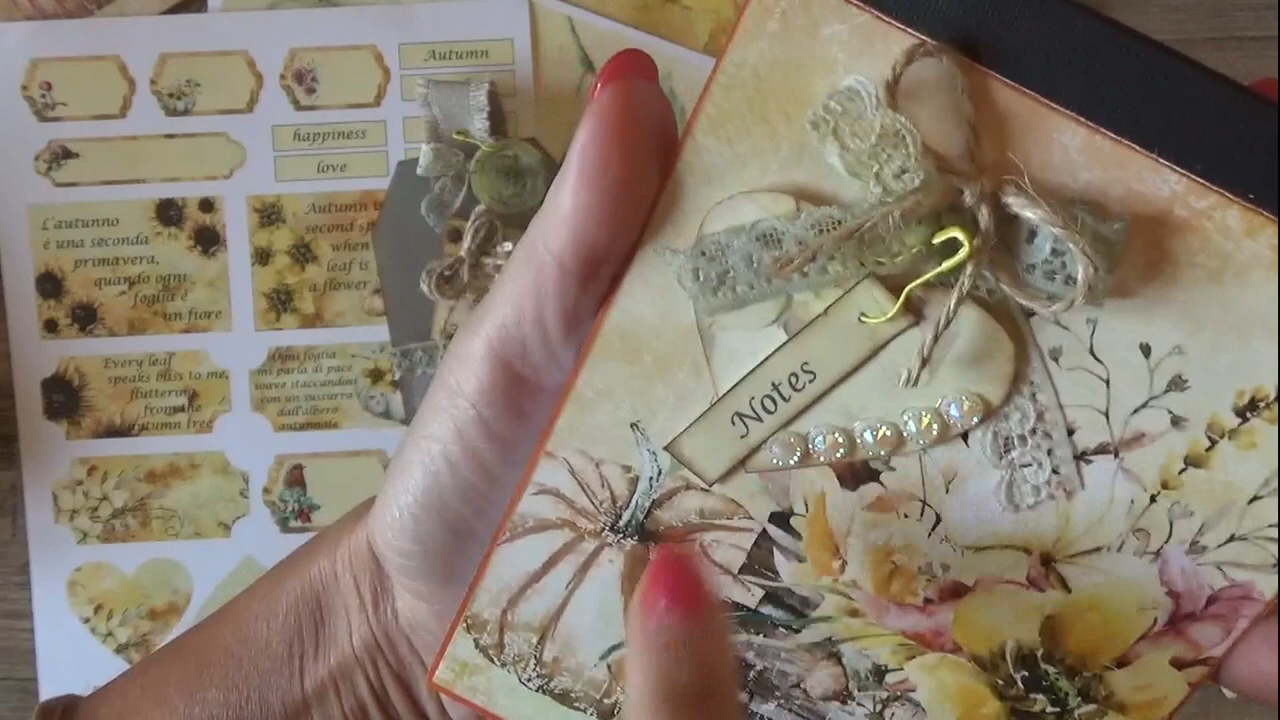 Autumn
happiness
love
L'autunno
é una seconda
primavera,
quando ogni
foglia é
un fiore
Autumn is
second sp
when
leaf is
a flower
Every leaf
speaks bliss to me,
fluttering
from the
autumn tree
Ogni foglia
mi parla di pace
soave staccandosi
con un sussurro
dall'albero
autunnale
Notes